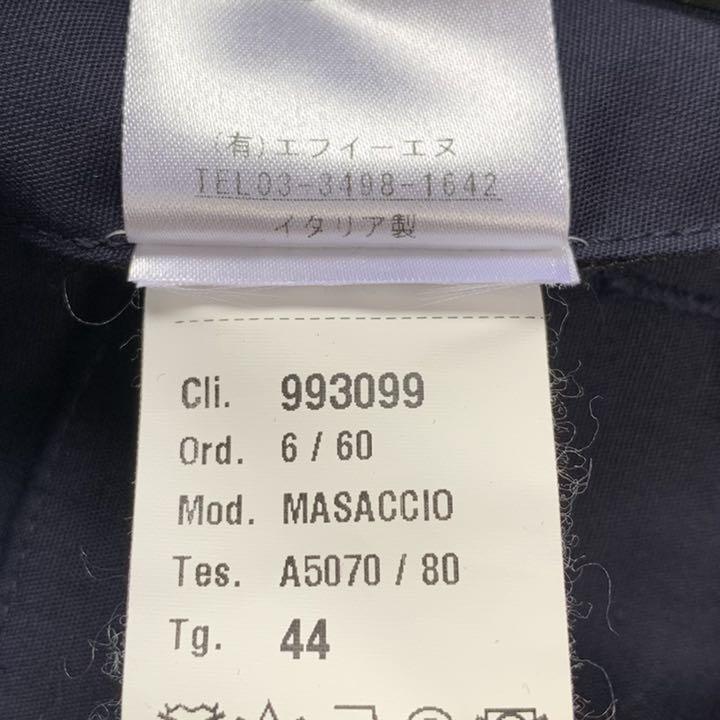 (有)エフイーエヌ
TEL03-3498-1642
イタリア製
Cli. 993099
Ord. 6 / 60
Mod. MASACCIO
Tes. A5070 / 80
Tg. 44